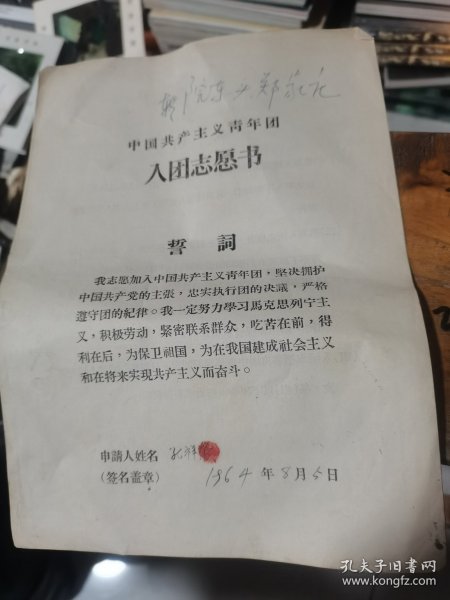 中国共产主义青年团
入团志愿书
誓 詞
我志愿加入中国共产主义青年团，坚决拥护
中国共产党的主張，忠实执行团的决議，严格
遵守团的紀律。我一定努力学習馬克思列宁主
义，积极劳动，緊密联系群众，吃苦在前，得
利在后，为保卫祖国，为在我国建成社会主义
和在将来实现共产主义而奋斗。
申請人姓名
(签名盖章) 1964 年 8 月 5 日
孔夫子旧书网
www.kongfz.com